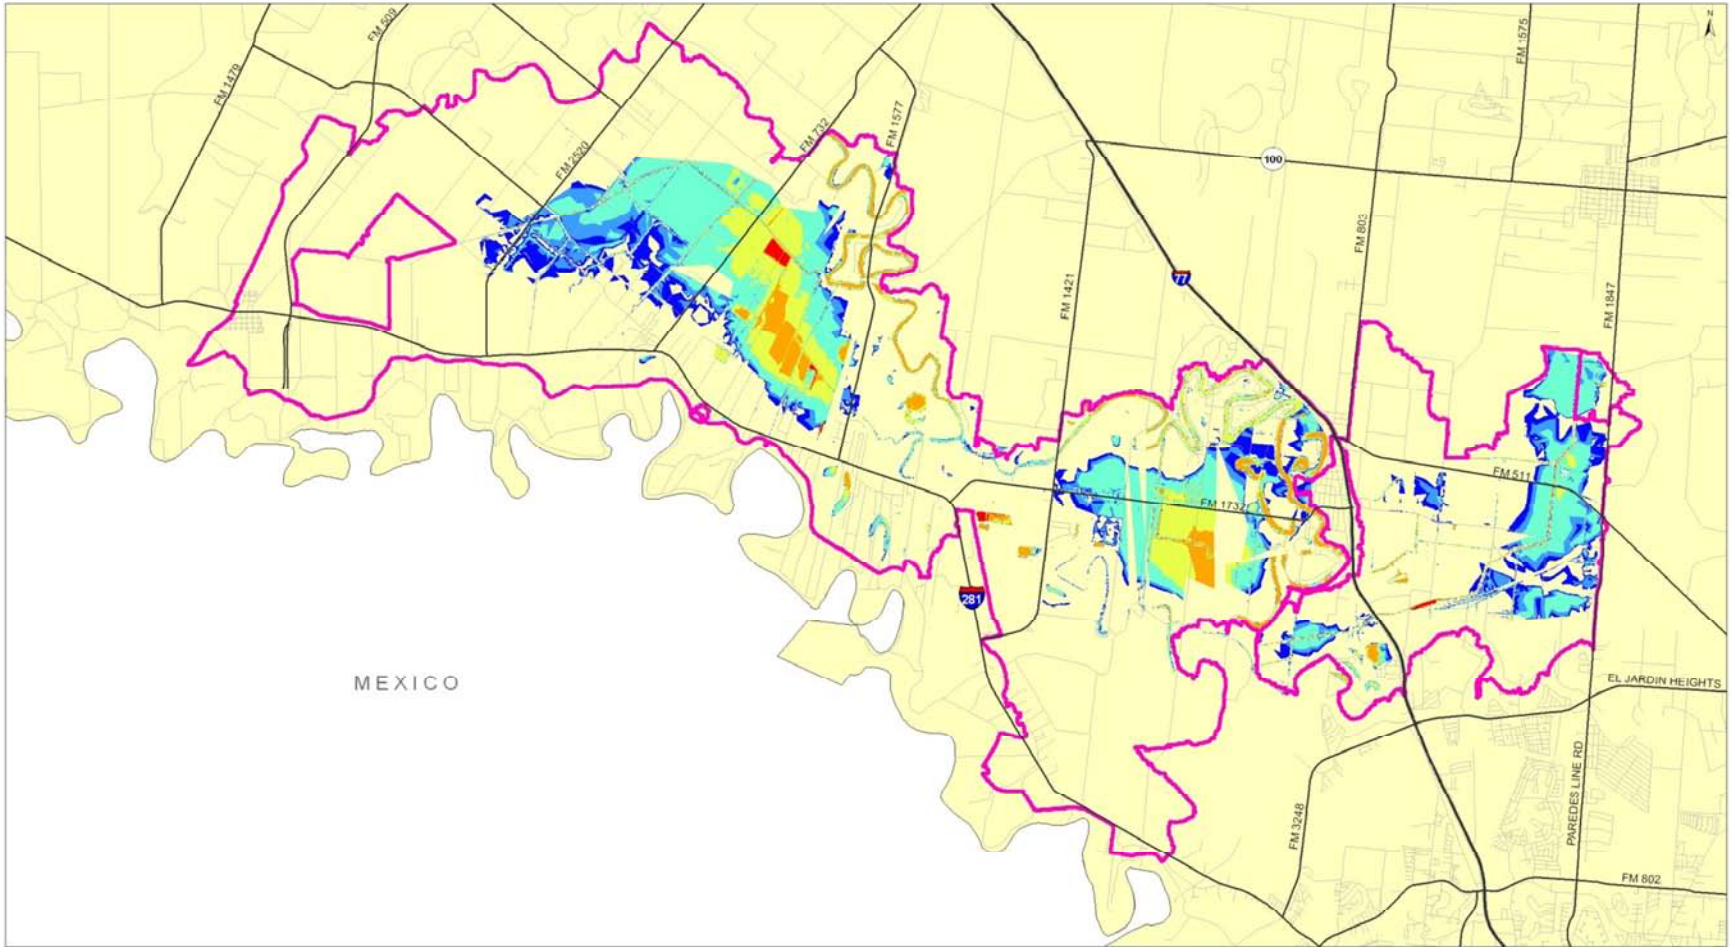 N
FM 509
FM 1575
FM 1479
FM 732
FM 1577
100
FM 2520
FM 803
77
FM 1421
FM 1847
FM 511
FM 1732
281
MEXICO
EL JARDIN HEIGHTS
PAREDES LINE RD
FM 3248
FM 802